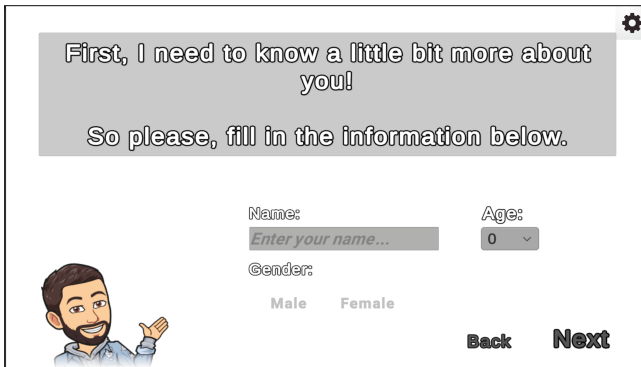 First, I need to know a little bit more about
you!
So please, fill in the information below.
Name:
Age:
Enter your name...
0
Gender:
Male Female
Back Next